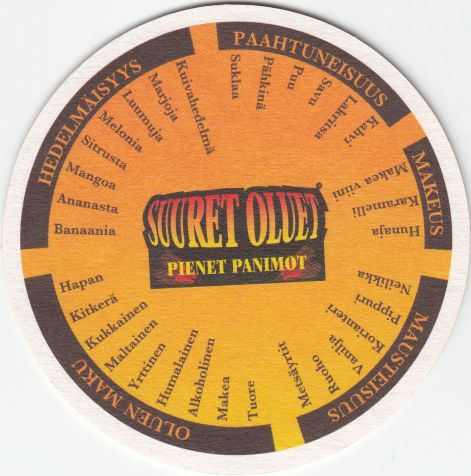 SUURET OLUET
PIENET PANIMOT
HEDELMÄISYYS
Banaania
Ananasta
Mangoa
Sitrusta
Melonia
Luumuja
Marjoja
Kuivahedelmä
PAAHTUNEISUUS
Suklaa
Pähkinä
Puu
Savu
Lakritsa
Kahvi
MAKEUS
Makea viini
Karamelli
Hunaja
MAUSTEISUUS
Neilikka
Pippuri
Korianteri
Vanilja
Ruoho
Metsäyrtit
OLUEN MAKU
Tuore
Makea
Alkoholinen
Humalainen
Yrttinen
Maltainen
Kukkainen
Kitkerä
Hapan